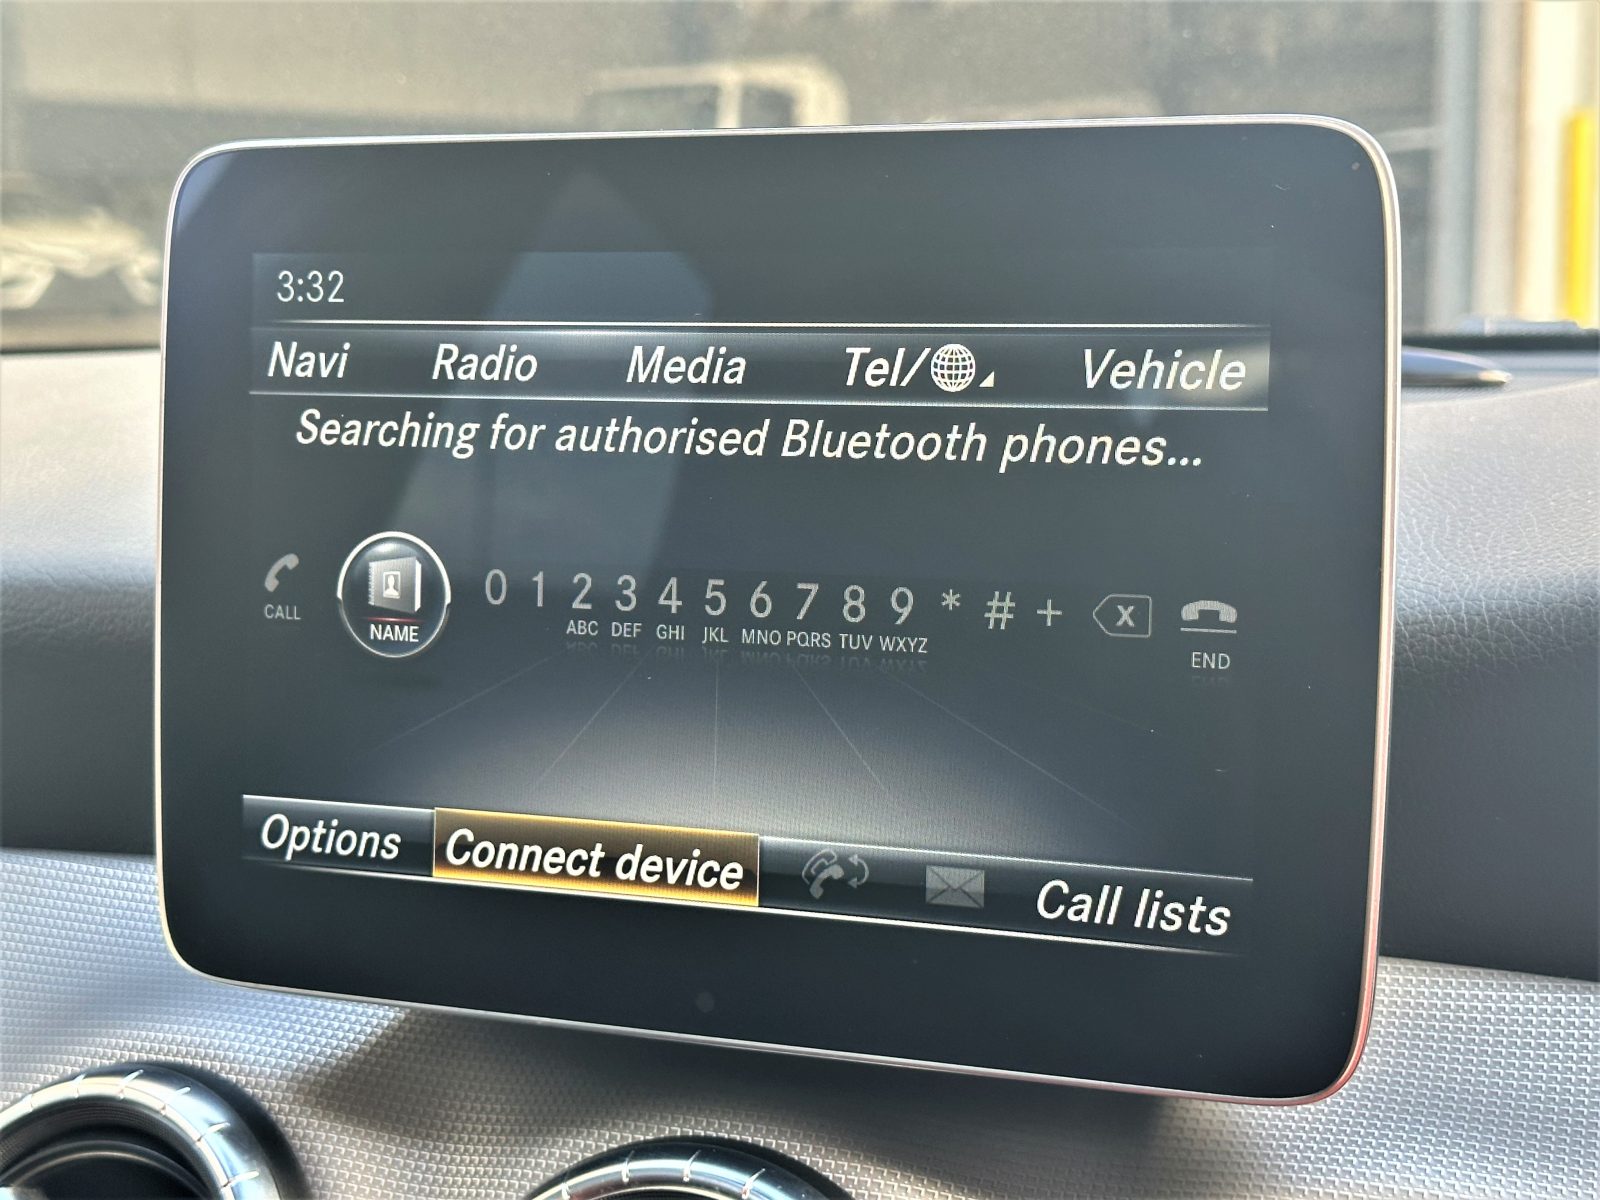 3:32
Navi Radio Media Tel/ Vehicle
Searching for authorised Bluetooth phones...
CALL NAME 0 1 2 3 4 5 6 7 8 9 * # + X END
ABC DEF GHI JKL MNO PQRS TUV WXYZ
Options Connect device Call lists